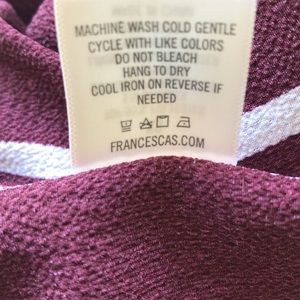 MACHINE WASH COLD GENTLE
CYCLE WITH LIKE COLORS
DO NOT BLEACH
HANG TO DRY
COOL IRON ON REVERSE IF
NEEDED
FRANCESCAS.COM